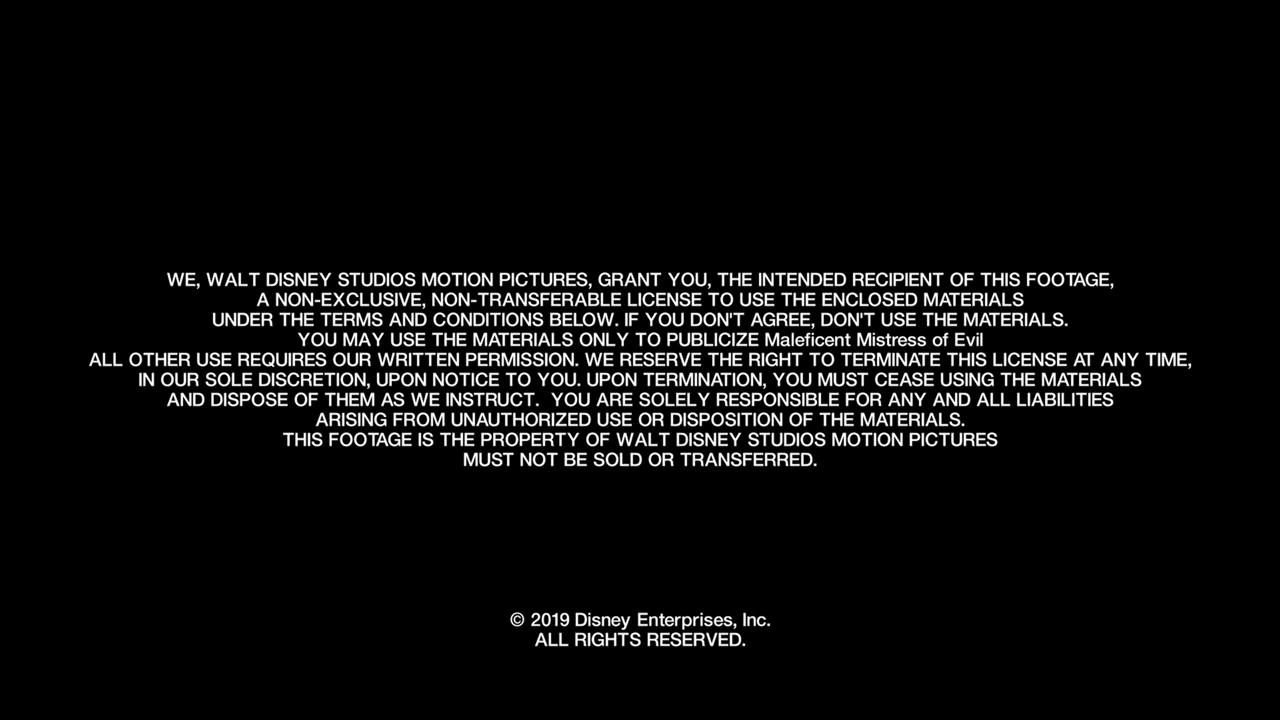 WE, WALT DISNEY STUDIOS MOTION PICTURES, GRANT YOU, THE INTENDED RECIPIENT OF THIS FOOTAGE,
A NON-EXCLUSIVE, NON-TRANSFERABLE LICENSE TO USE THE ENCLOSED MATERIALS
UNDER THE TERMS AND CONDITIONS BELOW. IF YOU DON'T AGREE, DON'T USE THE MATERIALS.
YOU MAY USE THE MATERIALS ONLY TO PUBLICIZE Maleficent Mistress of Evil
ALL OTHER USE REQUIRES OUR WRITTEN PERMISSION. WE RESERVE THE RIGHT TO TERMINATE THIS LICENSE AT ANY TIME,
IN OUR SOLE DISCRETION, UPON NOTICE TO YOU. UPON TERMINATION, YOU MUST CEASE USING THE MATERIALS
AND DISPOSE OF THEM AS WE INSTRUCT.  YOU ARE SOLELY RESPONSIBLE FOR ANY AND ALL LIABILITIES
ARISING FROM UNAUTHORIZED USE OR DISPOSITION OF THE MATERIALS.
THIS FOOTAGE IS THE PROPERTY OF WALT DISNEY STUDIOS MOTION PICTURES
MUST NOT BE SOLD OR TRANSFERRED.
© 2019 Disney Enterprises, Inc.
ALL RIGHTS RESERVED.